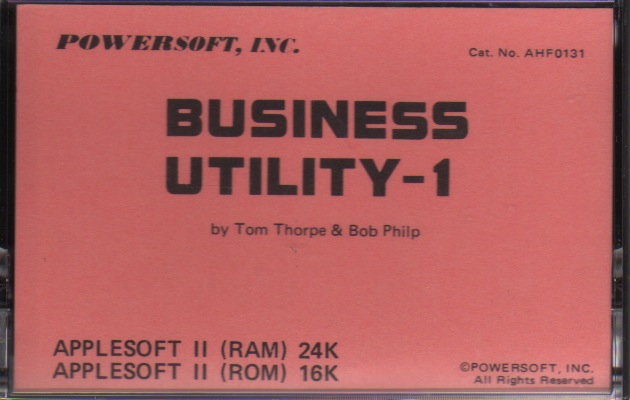 POWERSOFT, INC.
Cat. No. AHF0131
BUSINESS
UTILITY-1
by Tom Thorpe & Bob Philp
APPLESOFT II (RAM) 24K
APPLESOFT II (ROM) 16K
©POWERSOFT, INC.
All Rights Reserved